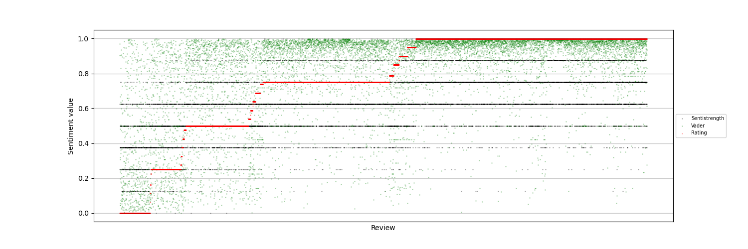 1.0
0.8
0.6
0.4
0.2
0.0
Sentiment value
Review
Sentistrength
Vader
Rating